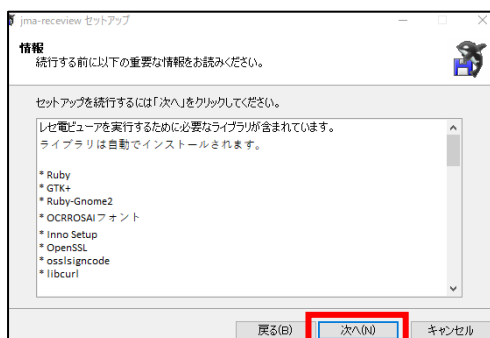 jma-receview セットアップ
情報
続行する前に以下の重要な情報をお読みください。
セットアップを続行するには「次へ」をクリックしてください。
レセ電ビューアを実行するために必要なライブラリが含まれています。
ライブラリは自動でインストールされます。
* Ruby
* GTK+
* Ruby-Gnome2
* OCRROSAIフォント
* Inno Setup
* OpenSSL
* osslsigncode
* libcurl
戻る(B) 次へ(N) キャンセル